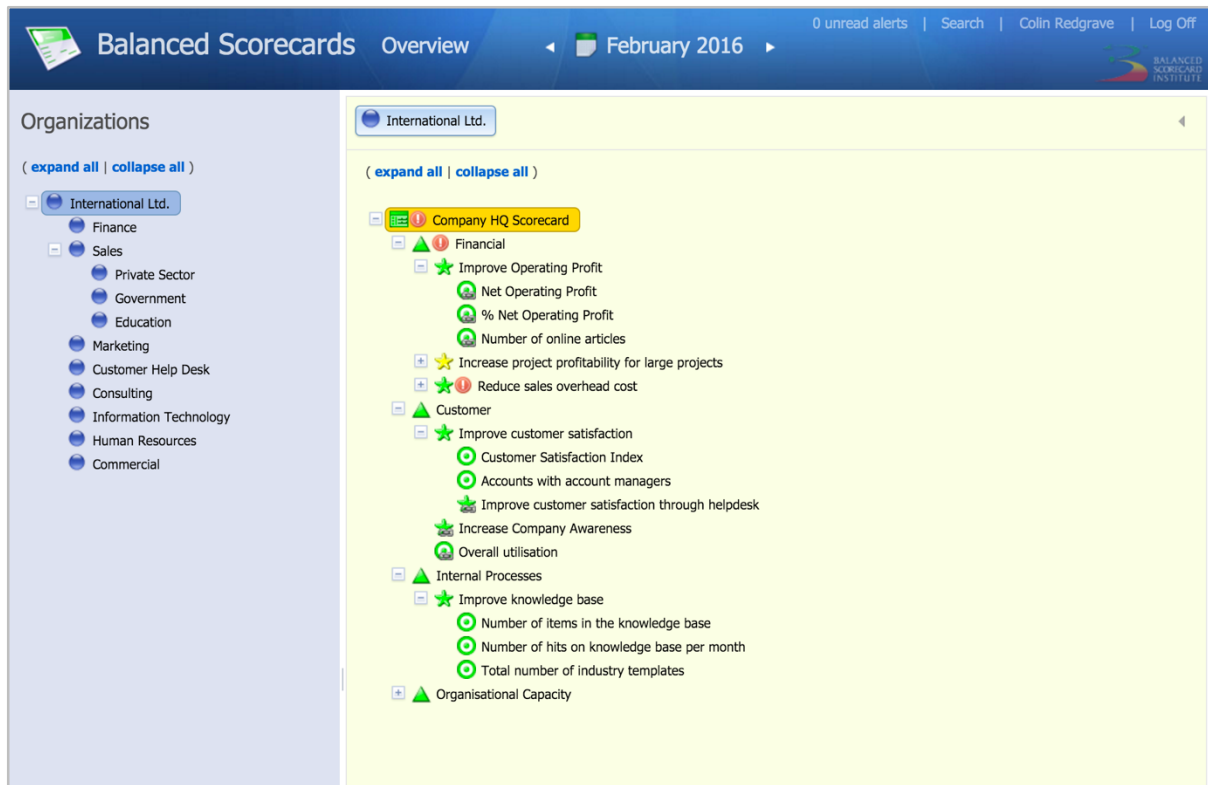 Balanced Scorecards Overview
February 2016
0 unread alerts | Search | Colin Redgrave | Log Off
BALANCED
SCORECARD
INSTITUTE
Organizations
( expand all | collapse all )
International Ltd.
Finance
Sales
Private Sector
Government
Education
Marketing
Customer Help Desk
Consulting
Information Technology
Human Resources
Commercial
International Ltd.
( expand all | collapse all )
Company HQ Scorecard
Financial
Improve Operating Profit
Net Operating Profit
% Net Operating Profit
Number of online articles
Increase project profitability for large projects
Reduce sales overhead cost
Customer
Improve customer satisfaction
Customer Satisfaction Index
Accounts with account managers
Improve customer satisfaction through helpdesk
Increase Company Awareness
Overall utilisation
Internal Processes
Improve knowledge base
Number of items in the knowledge base
Number of hits on knowledge base per month
Total number of industry templates
Organisational Capacity